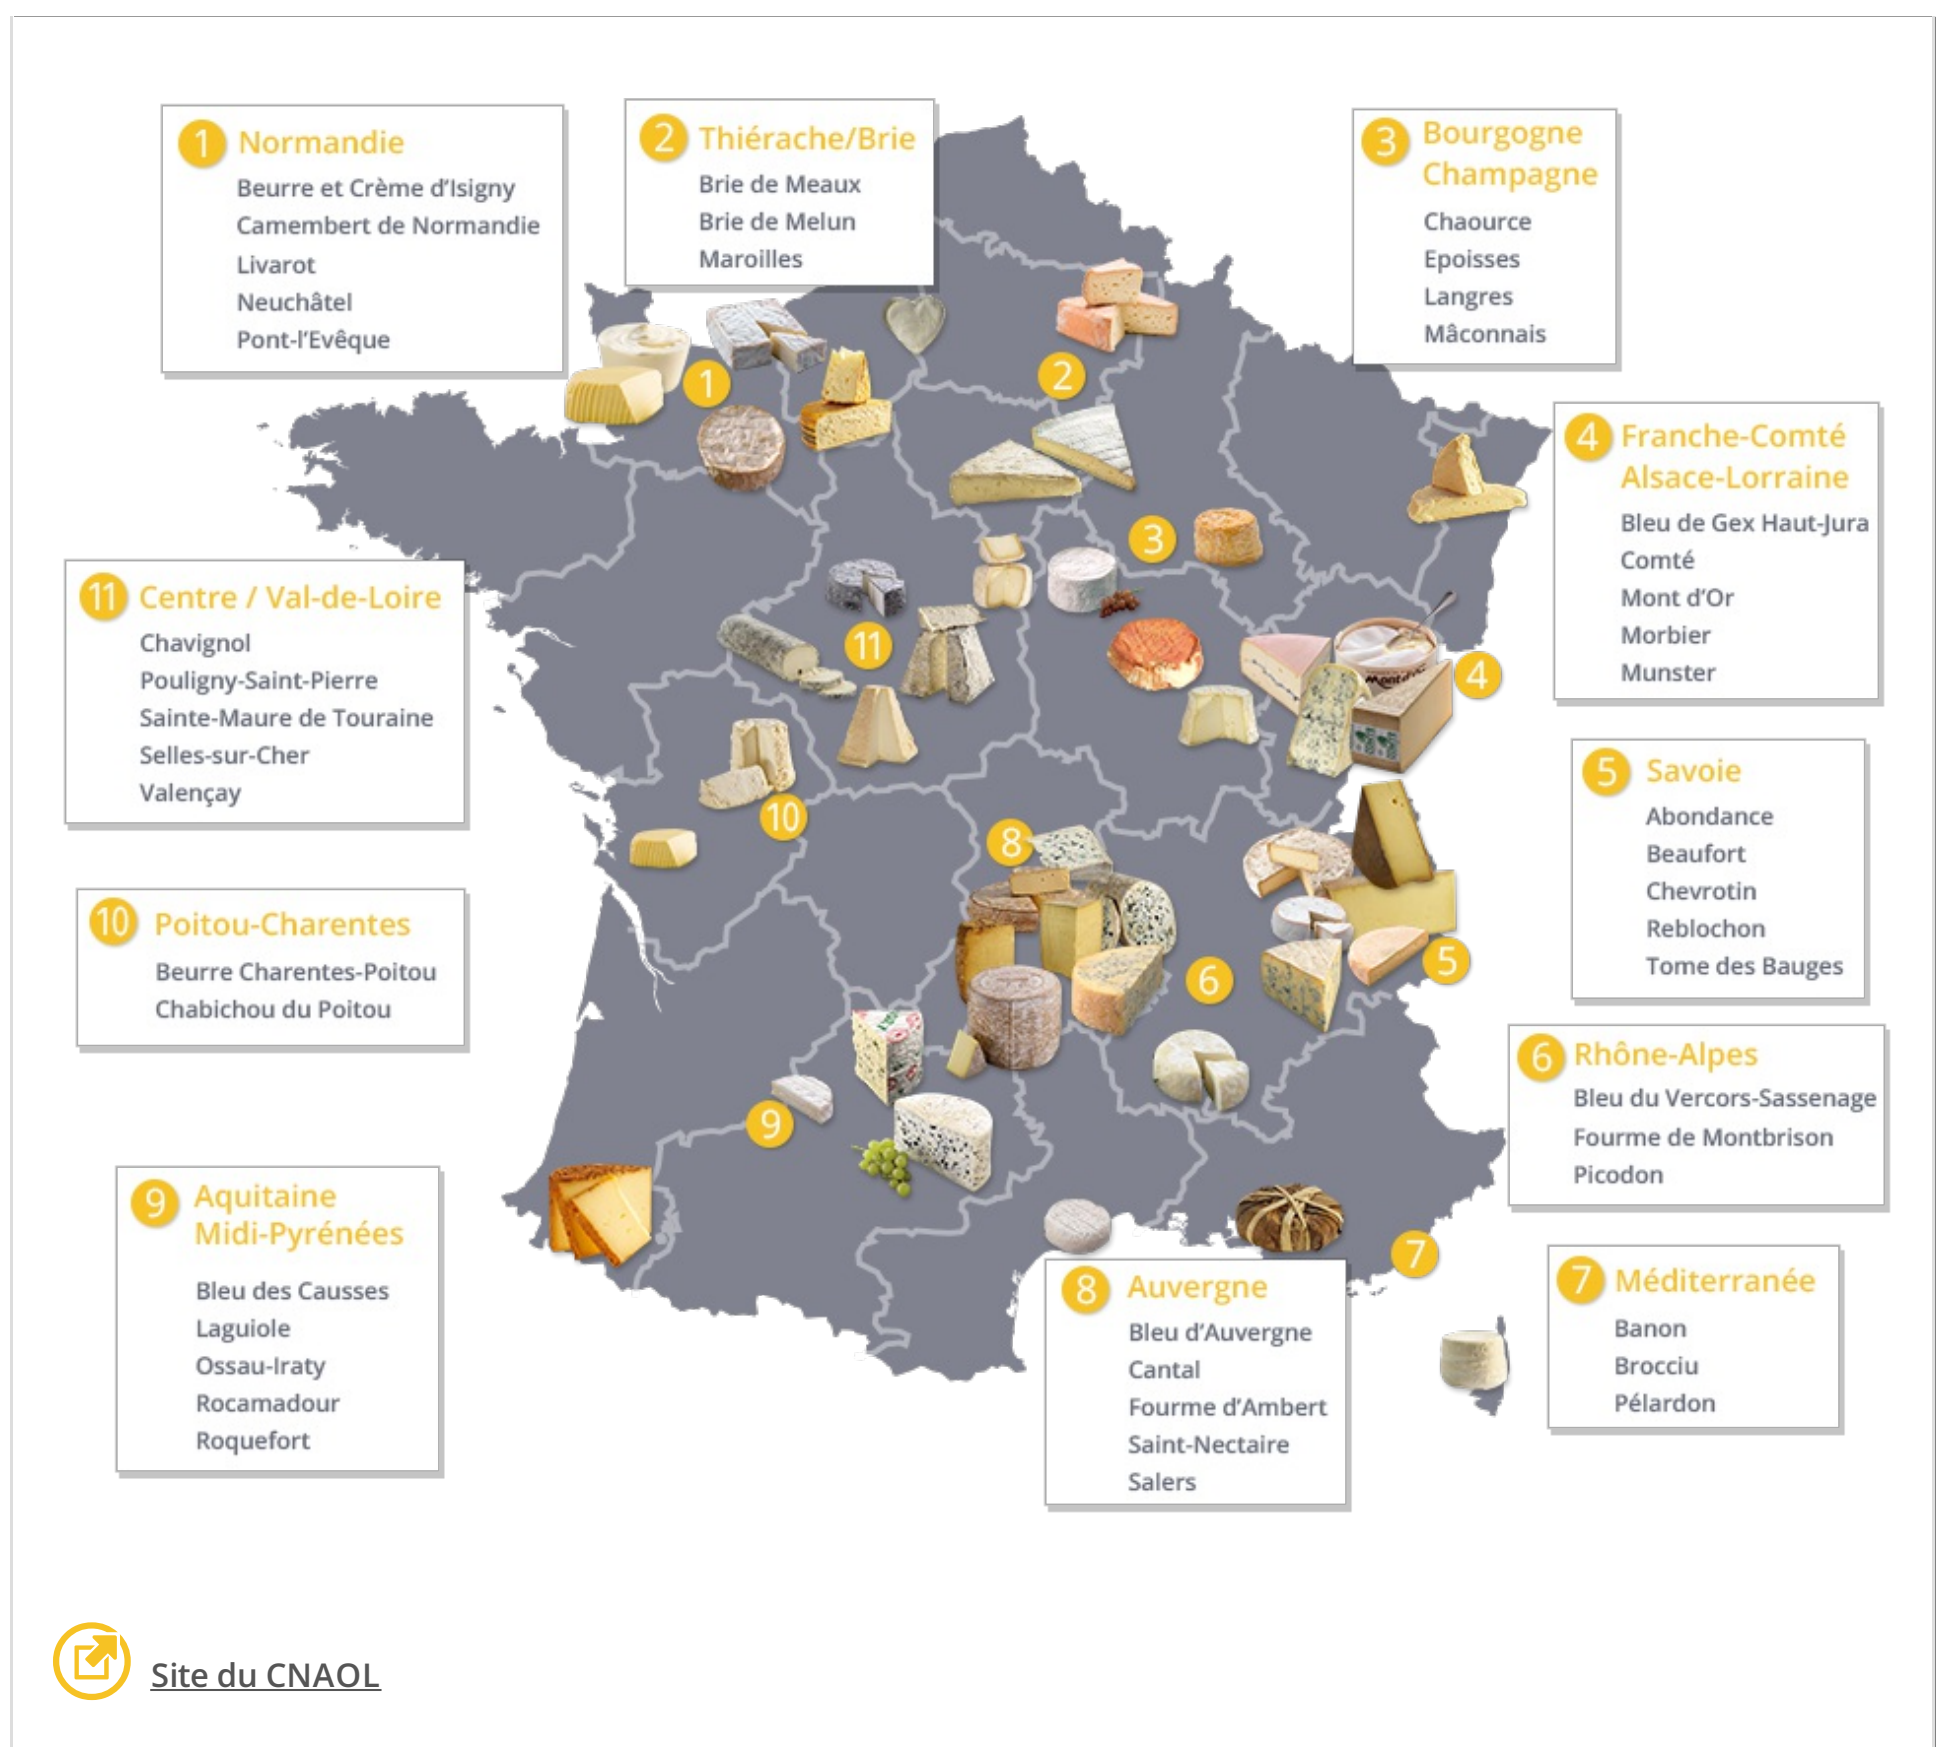 1 Normandie
Beurre et Crème d'Isigny
Camembert de Normandie
Livarot
Neuchâtel
Pont-l'Evêque
2 Thiérache/Brie
Brie de Meaux
Brie de Melun
Maroilles
3 Bourgogne
Champagne
Chaource
Epoisses
Langres
Mâconnais
4 Franche-Comté
Alsace-Lorraine
Bleu de Gex Haut-Jura
Comté
Mont d'Or
Morbier
Munster
5 Savoie
Abondance
Beaufort
Chevrotin
Reblochon
Tome des Bauges
6 Rhône-Alpes
Bleu du Vercors-Sassenage
Fourme de Montbrison
Picodon
7 Méditerranée
Banon
Brocciu
Pélardon
8 Auvergne
Bleu d'Auvergne
Cantal
Fourme d'Ambert
Saint-Nectaire
Salers
9 Aquitaine
Midi-Pyrénées
Bleu des Causses
Laguiole
Ossau-Iraty
Rocamadour
Roquefort
10 Poitou-Charentes
Beurre Charentes-Poitou
Chabichou du Poitou
11 Centre / Val-de-Loire
Chavignol
Pouligny-Saint-Pierre
Sainte-Maure de Touraine
Selles-sur-Cher
Valençay
1
2
3
11
4
10
8
5
6
9
7
Site du CNAOL